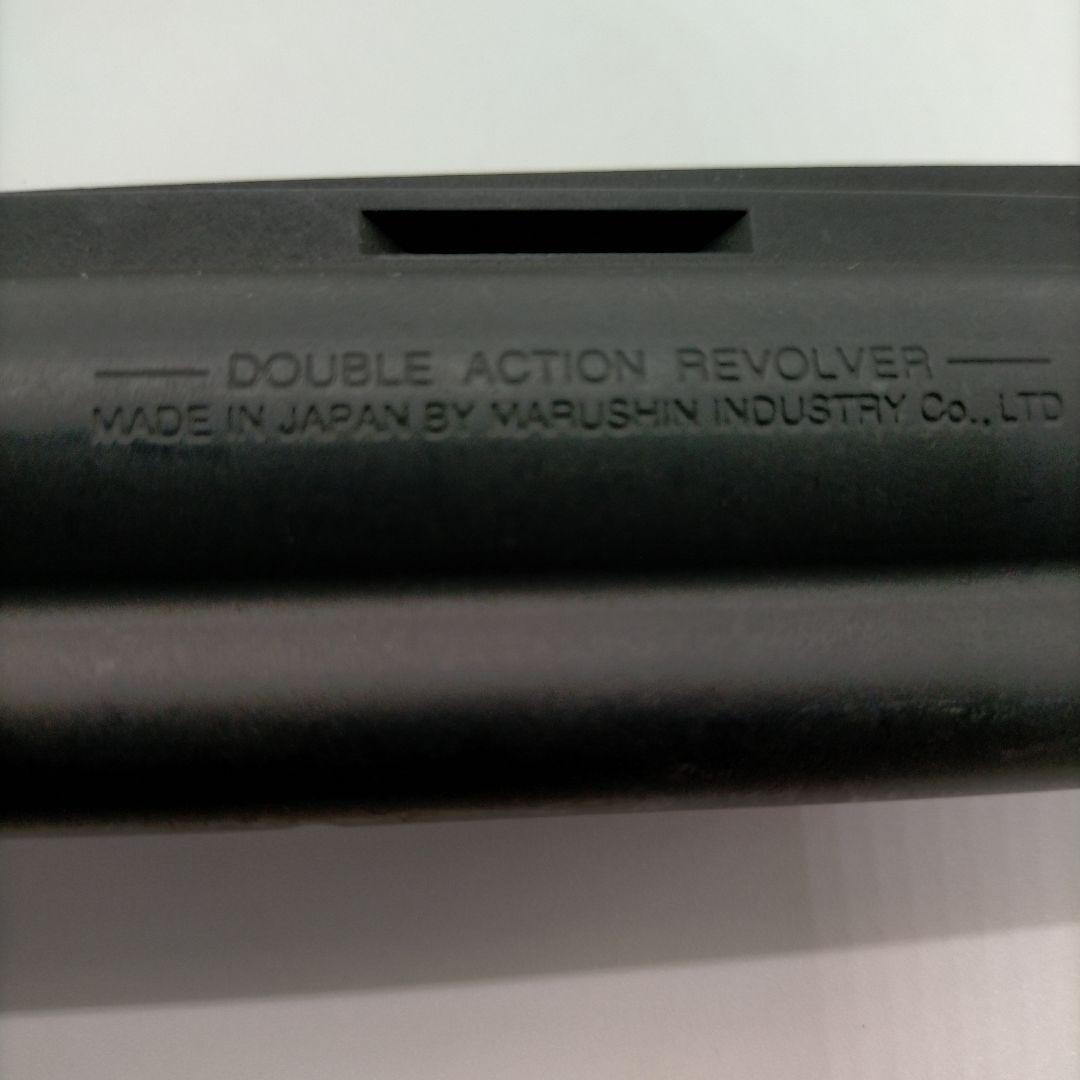 DOUBLE ACTION REVOLVER
MADE IN JAPAN BY MARUSHIN INDUSTRY Co., LTD